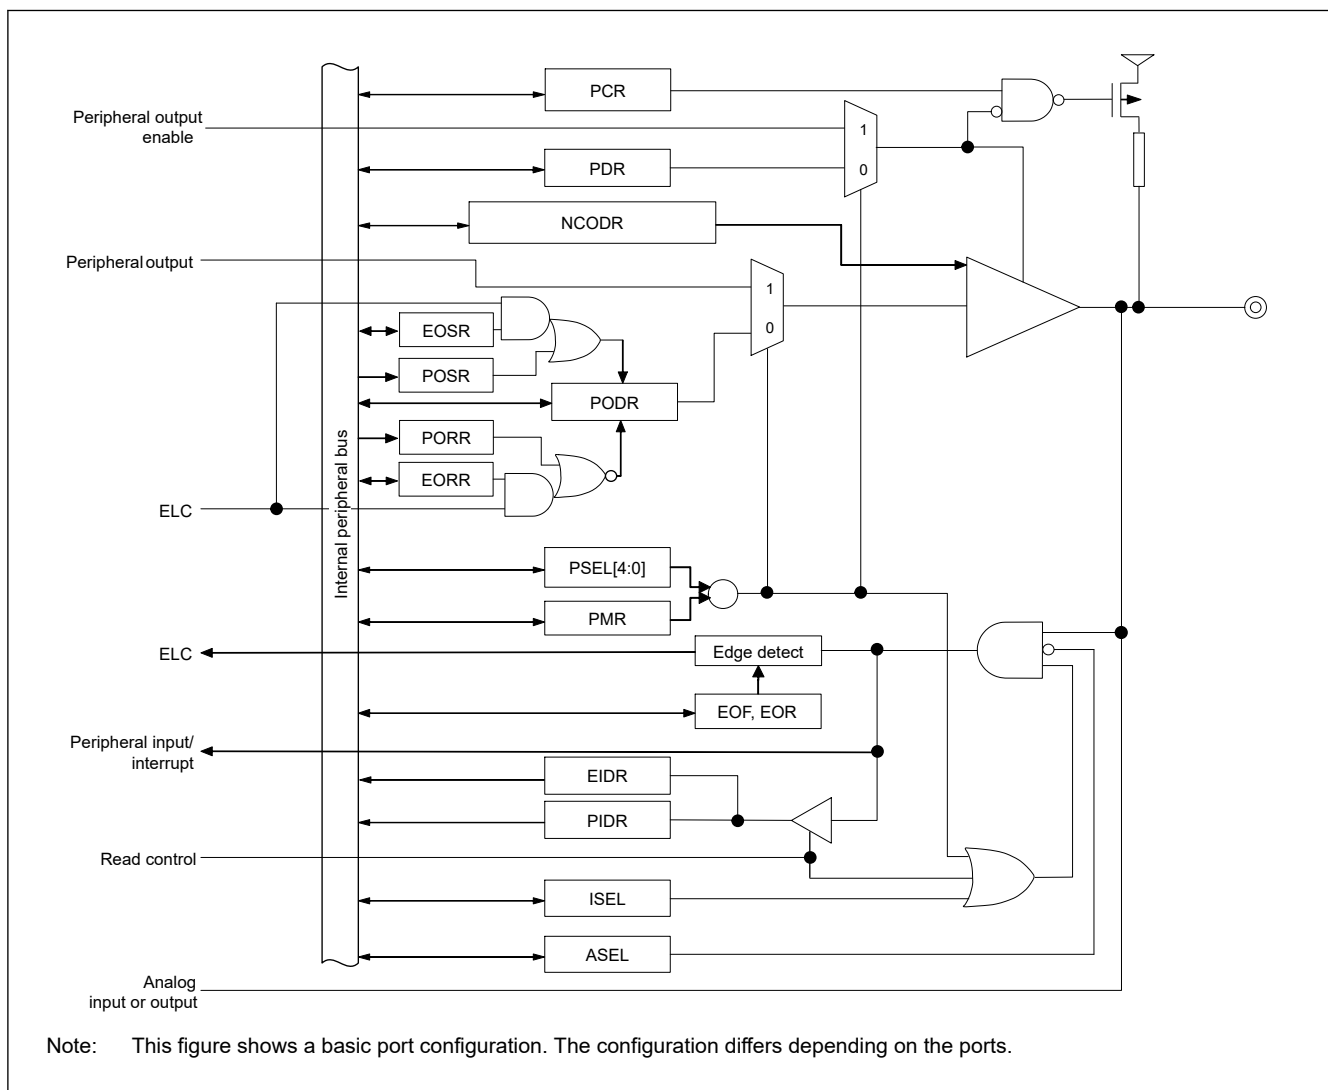 PCR
Peripheral output
enable
1
PDR
0
NCODR
Peripheral output
1
EOSR
0
POSR
PODR
PORR
EORR
Internal peripheral bus
ELC
PSEL[4:0]
PMR
ELC
Edge detect
EOF, EOR
Peripheral input/
interrupt
EIDR
PIDR
Read control
ISEL
ASEL
Analog
input or output
Note: This figure shows a basic port configuration. The configuration differs depending on the ports.